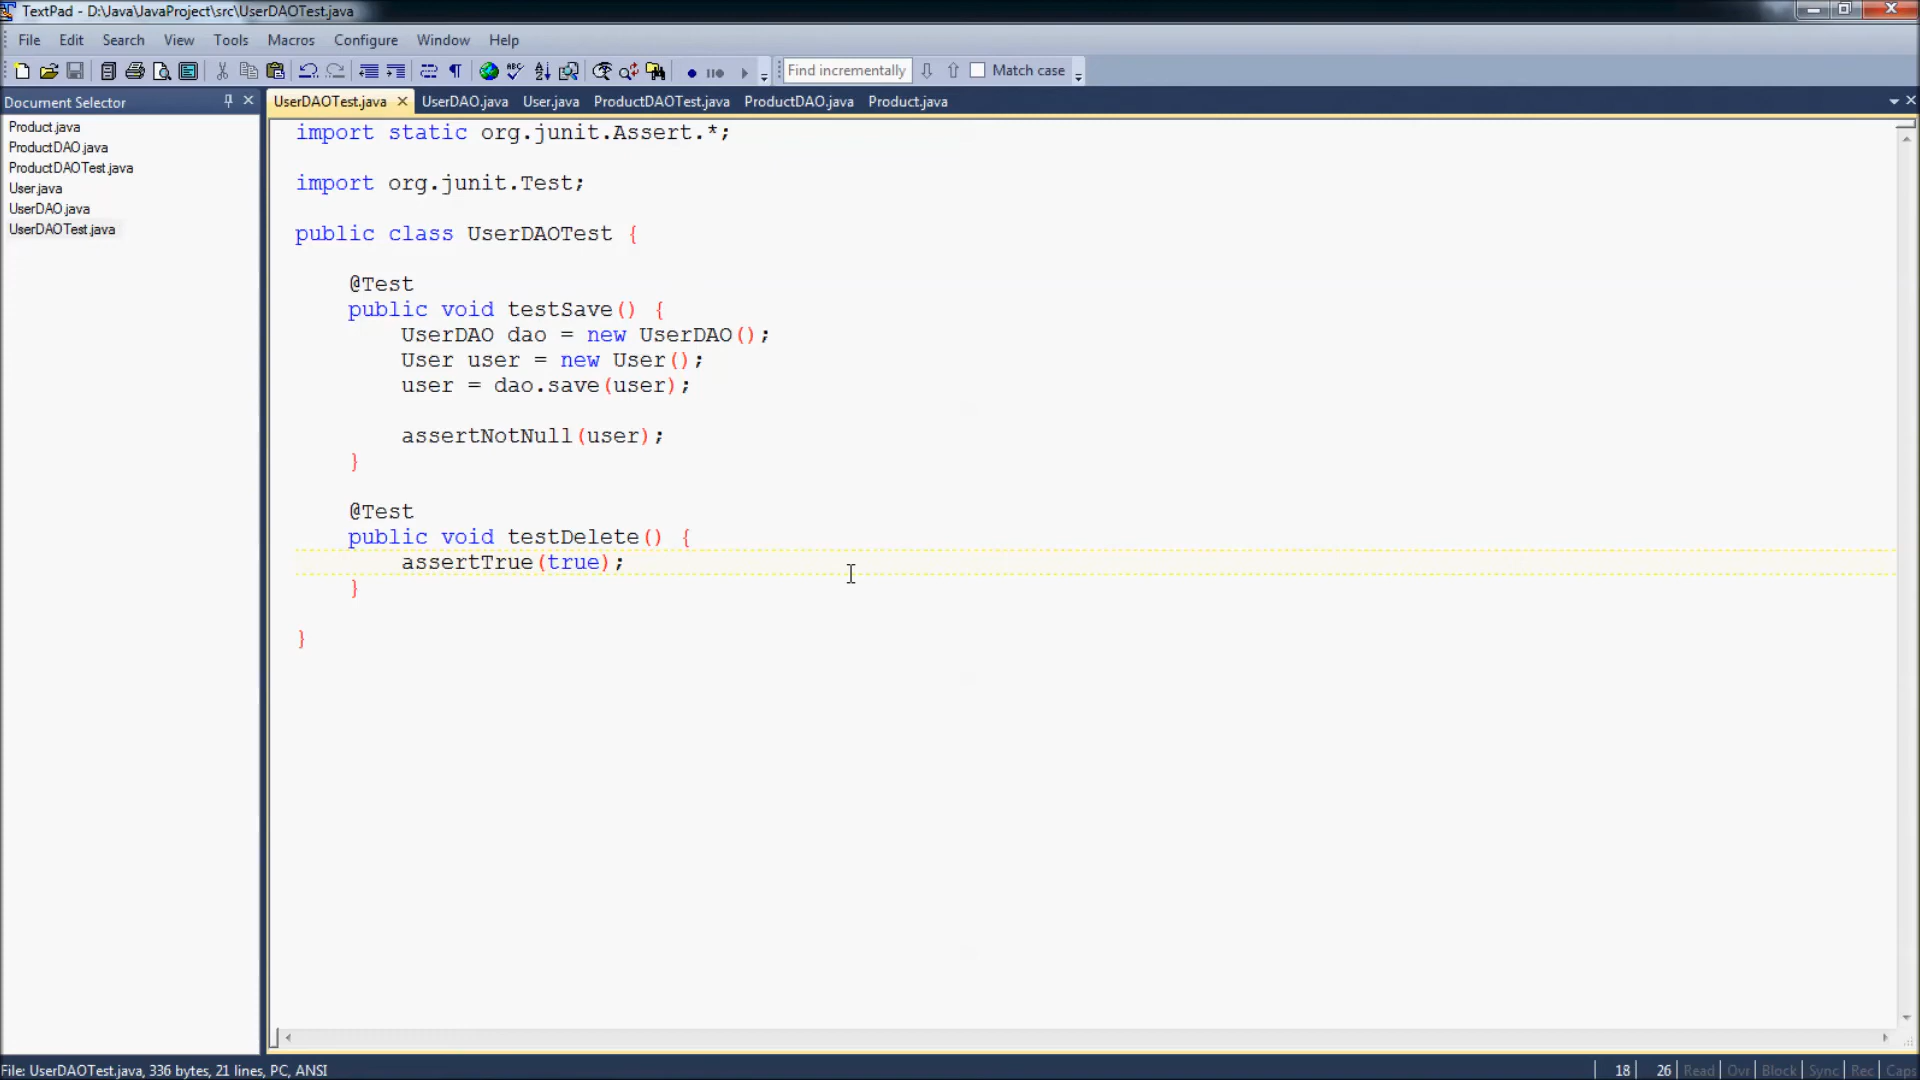 TextPad - D:\Java\JavaProject\src\UserDAOTest.java
File Edit Search View Tools Macros Configure Window Help
Find incrementally Match case
Document Selector
UserDAOTest.java UserDAO.java User.java ProductDAOTest.java ProductDAO.java Product.java
Product.java
ProductDAO.java
ProductDAOTest.java
User.java
UserDAO.java
UserDAOTest.java
import static org.junit.Assert.*;
import org.junit.Test;
public class UserDAOTest {
@Test
public void testSave() {
UserDAO dao = new UserDAO();
User user = new User();
user = dao.save(user);
assertNotNull(user);
}
@Test
public void testDelete() {
assertTrue(true);
}
}
File: UserDAOTest.java, 336 bytes, 21 lines, PC, ANSI
18 26 Read Ovr Block Sync Rec Caps